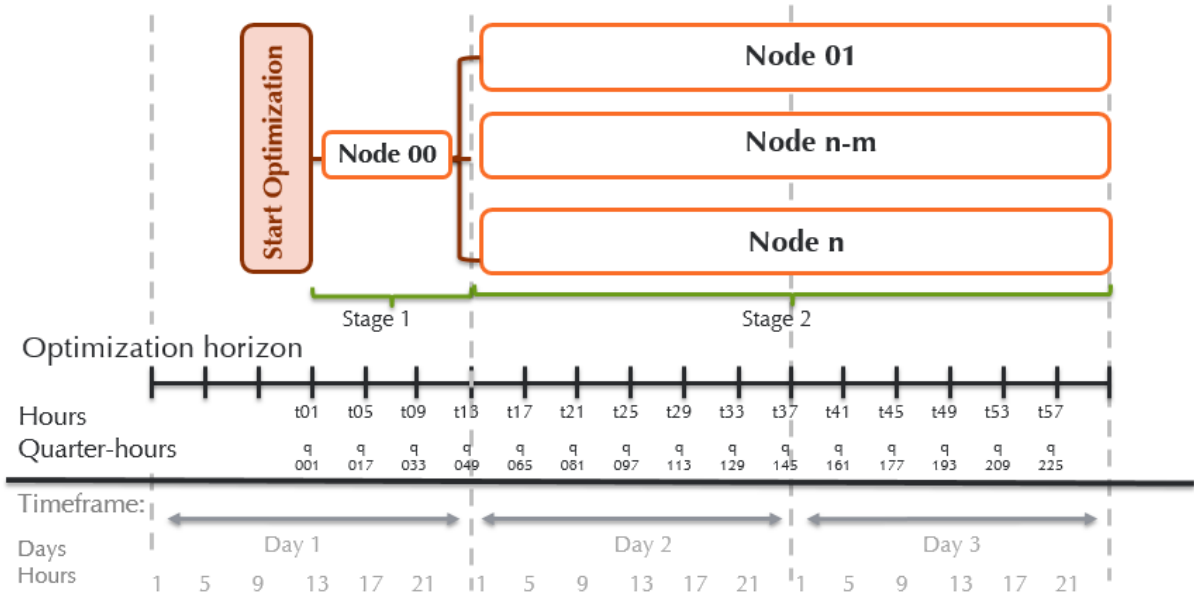 Start Optimization
Node 00
Node 01
Node n-m
Node n
Stage 1
Stage 2
Optimization horizon
Hours
t01 t05 t09 t13 t17 t21 t25 t29 t33 t37 t41 t45 t49 t53 t57
Quarter-hours
q q q q q q q q q q q q q q q
001 017 033 049 065 081 097 113 129 145 161 177 193 209 225
Timeframe:
Days
Day 1 Day 2 Day 3
Hours
1 5 9 13 17 21 1 5 9 13 17 21 1 5 9 13 17 21